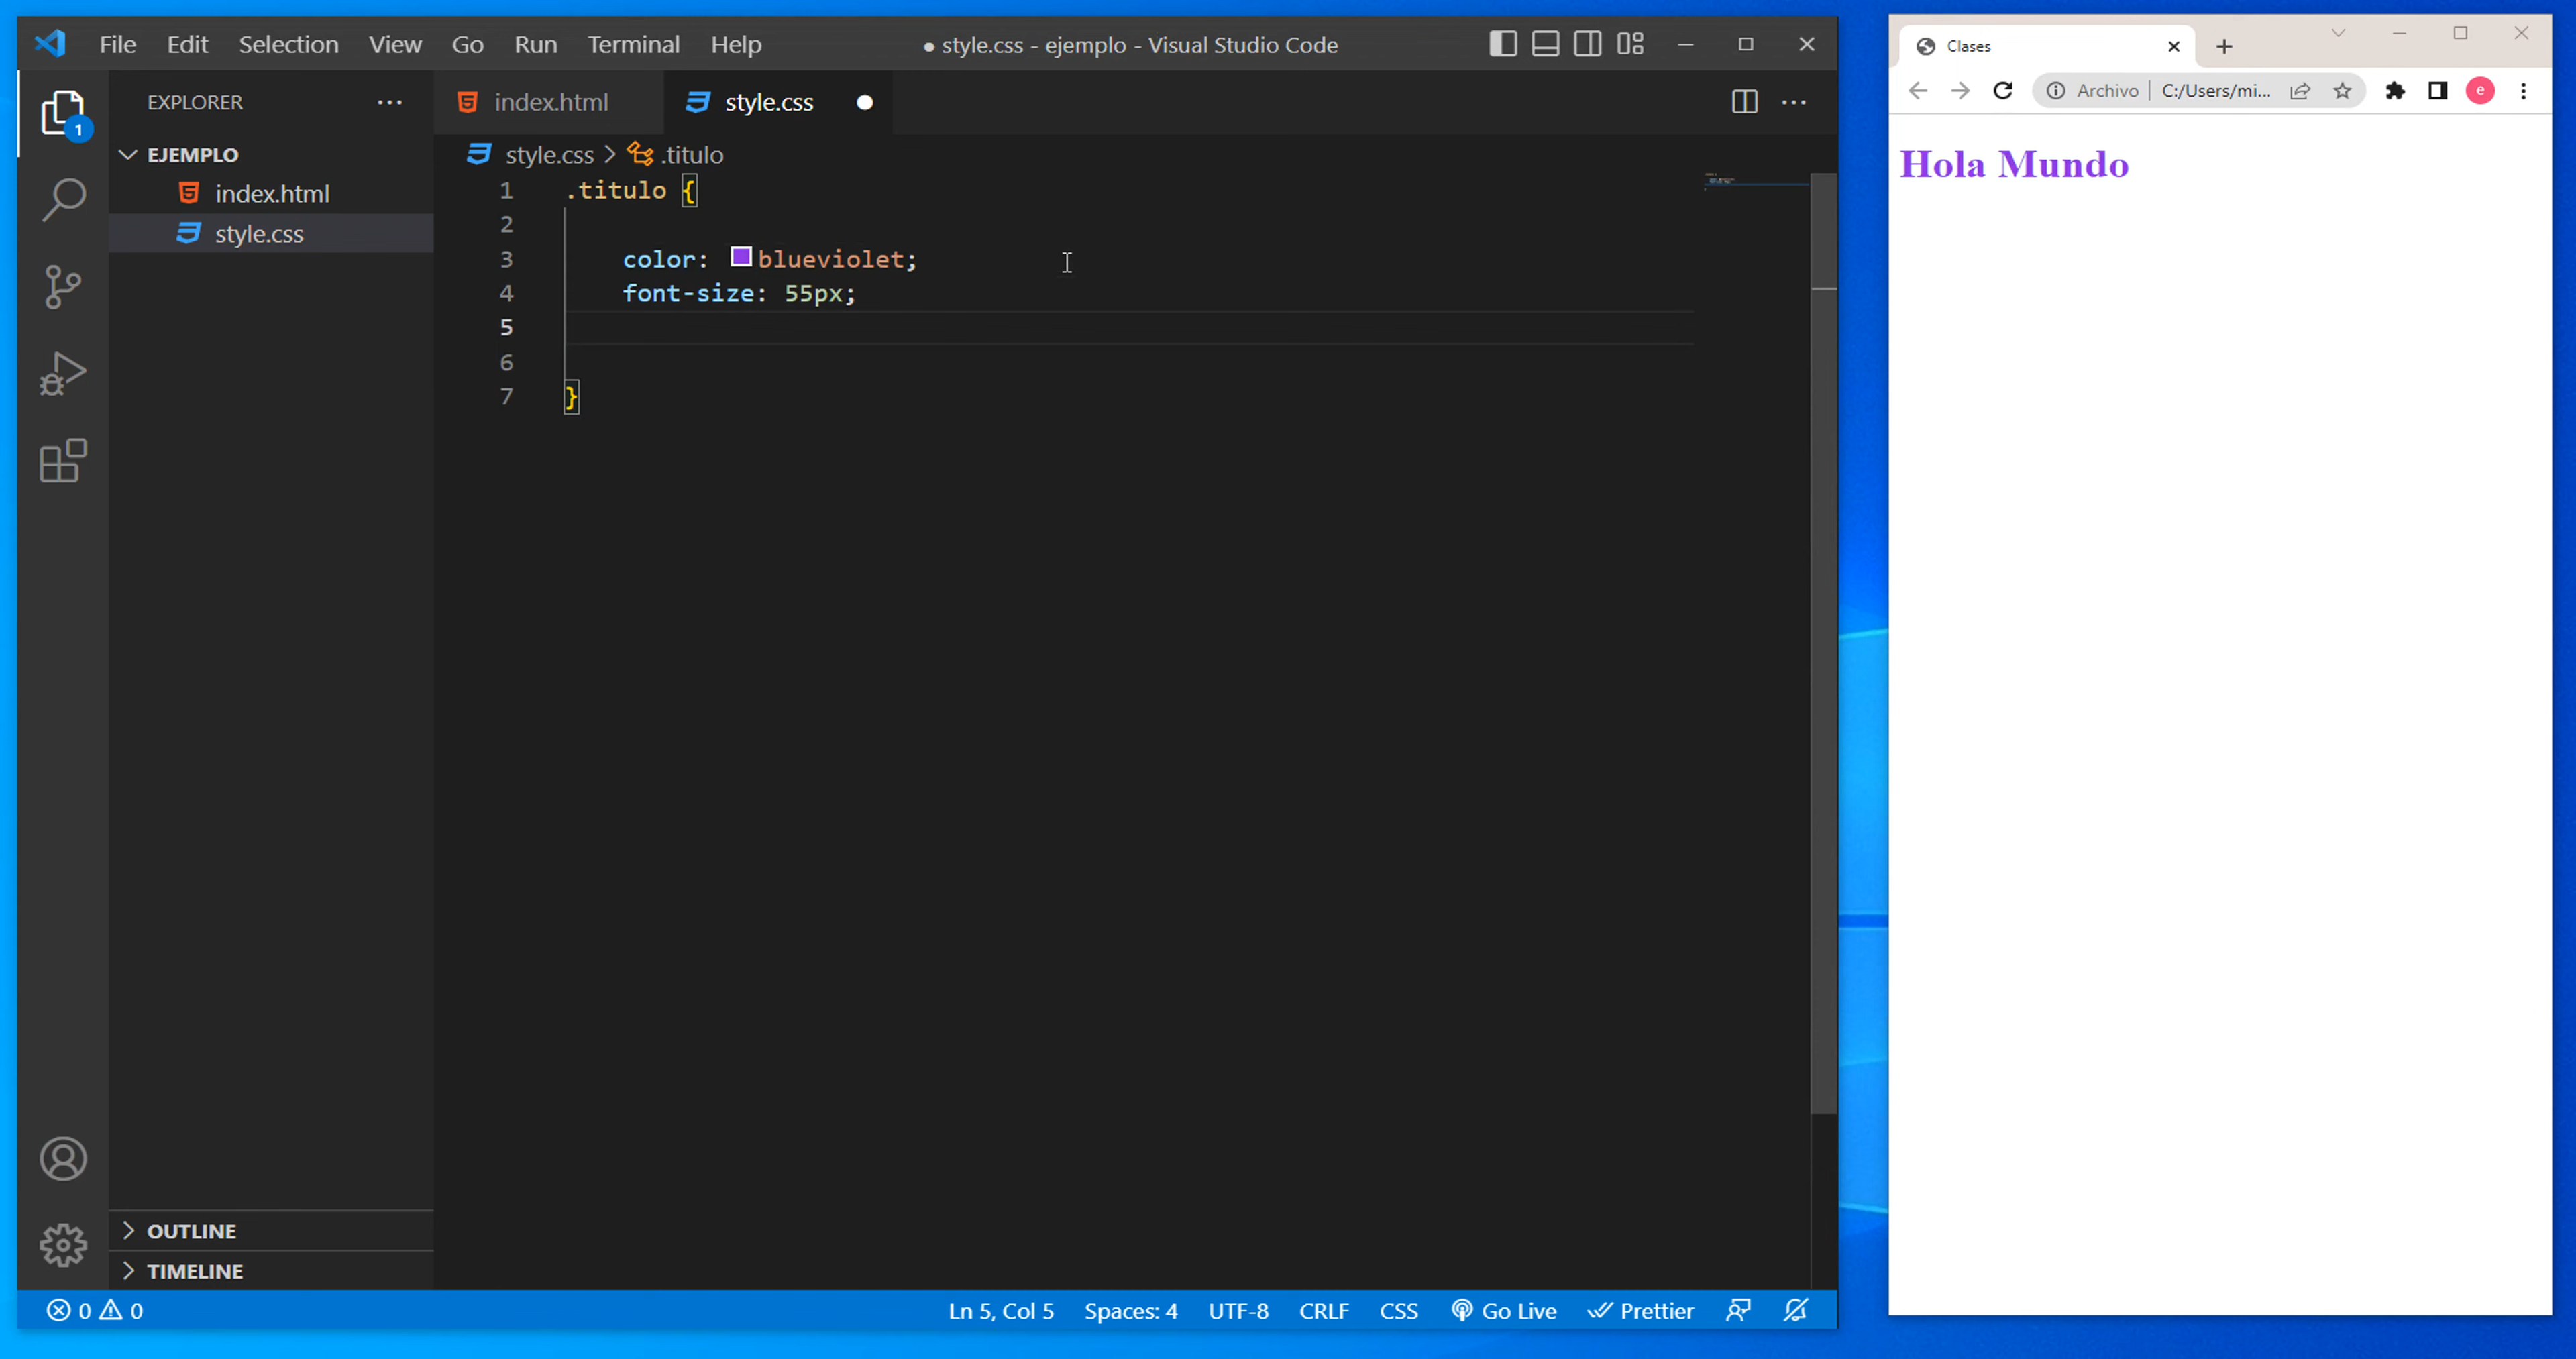 File Edit Selection View Go Run Terminal Help
● style.css - ejemplo - Visual Studio Code
1
EXPLORER
EJEMPLO
index.html
style.css
OUTLINE
TIMELINE
index.html style.css
style.css > .titulo
1 .titulo {
2
3 color: blueviolet;
4 font-size: 55px;
5
6
7 }
0 0 Ln 5, Col 5 Spaces: 4 UTF-8 CRLF CSS Go Live Prettier
Clases
Archivo | C:/Users/mi... e
Hola Mundo